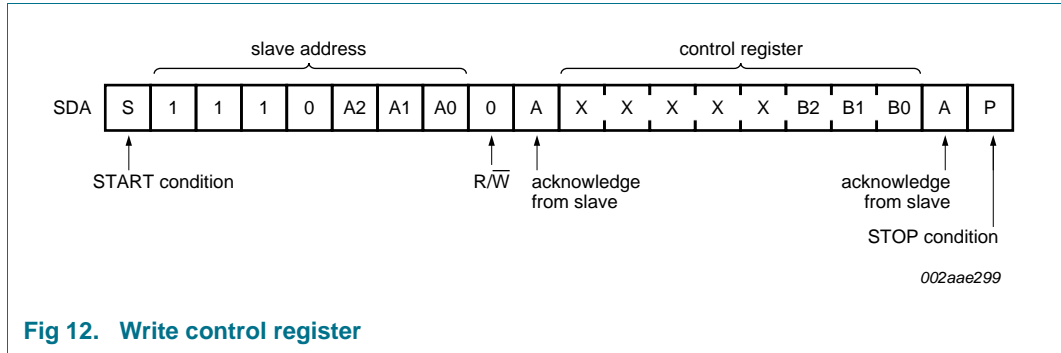 slave address control register
SDA S 1 1 1 0 A2 A1 A0 0 A X X X X X B2 B1 B0 A P
START condition R/W̅ acknowledge from slave acknowledge from slave
STOP condition
002aae299
Fig 12. Write control register